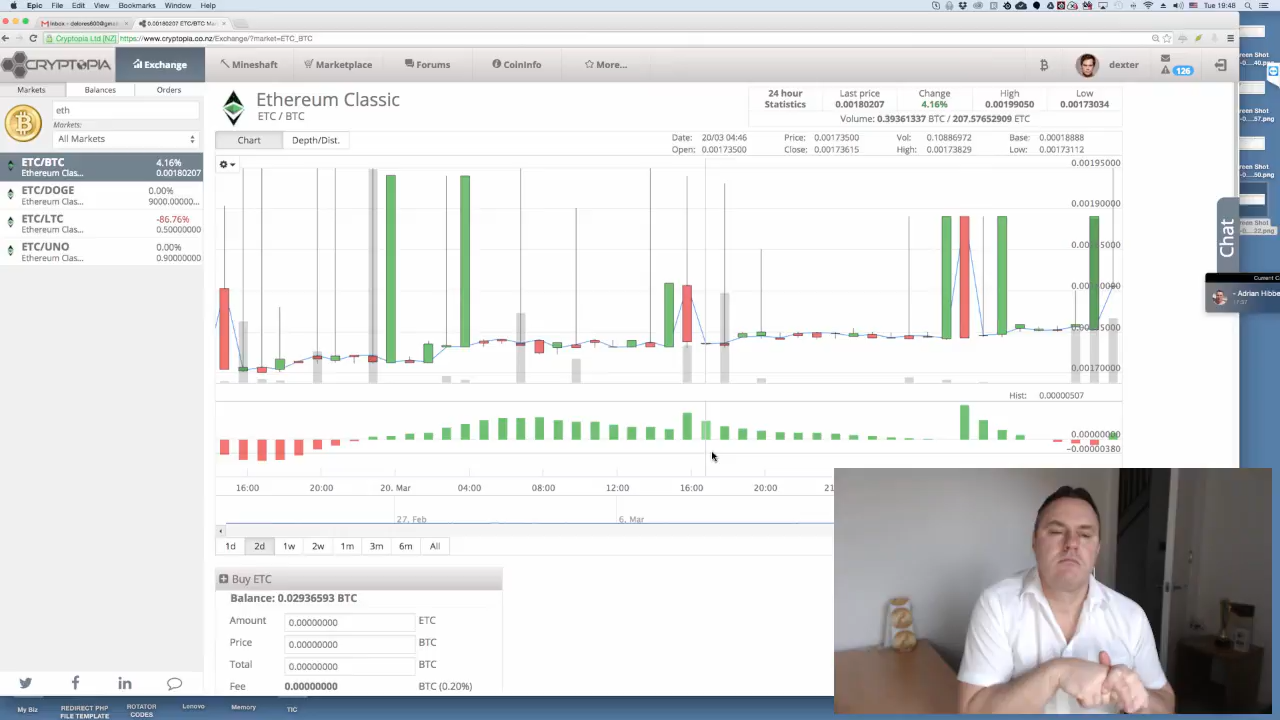 Epic File Edit View Bookmarks Window Help
Tue 19:48
0.00180207 ETC/BTC Ma
Cryptopia Ltd [NZ] https://www.cryptopia.co.nz/Exchange/?market=ETC_BTC
CRYPTOPIA Exchange Mineshaft Marketplace Forums CoinInfo More... dexter 126
Markets Balances Orders
eth
Markets:
All Markets
ETC/BTC 4.16%
Ethereum Clas... 0.00180207
ETC/DOGE 0.00%
Ethereum Clas... 9000.00000...
ETC/LTC -86.76%
Ethereum Clas... 0.50000000
ETC/UNO 0.00%
Ethereum Clas... 0.90000000
Ethereum Classic
ETC / BTC
24 hour Statistics
Last price 0.00180207
Change 4.16%
High 0.00199050
Low 0.00173034
Volume: 0.39361337 BTC / 207.57652909 ETC
Chart Depth/Dist.
Date: 20/03 04:46 Price: 0.00173500 Vol: 0.10886972 Base: 0.00018888
Open: 0.00173500 Close: 0.00173615 High: 0.00173829 Low: 0.00173112
0.00195000
0.00190000
0.00170000
Hist: 0.00000507
0.00000000
−0.00000380
16:00 20:00 20. Mar 04:00 08:00 12:00 16:00 20:00
27. Feb 6. Mar
1d 2d 1w 2w 1m 3m 6m All
Buy ETC
Balance: 0.02936593 BTC
Amount 0.00000000 ETC
Price 0.00000000 BTC
Total 0.00000000 BTC
Fee 0.00000000 BTC (0.20%)
Chat
- Adrian Hibbe
My Biz
REDIRECT PHP FILE TEMPLATE
ROTATOR CODES
Lenovo
Memory
TIC